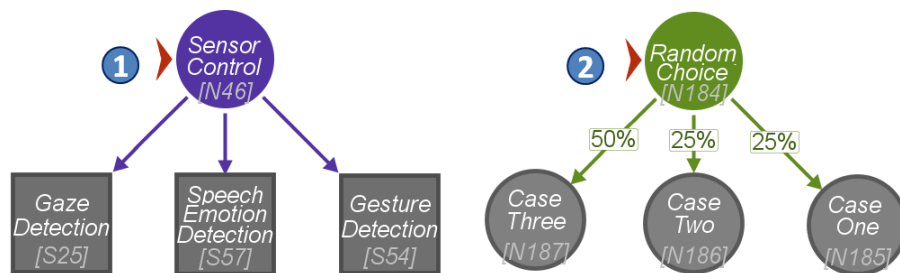 1
Sensor
Control
[N46]
Gaze
Detection
[S25]
Speech
Emotion
Detection
[S57]
Gesture
Detection
[S54]
2
Random
Choice
[N184]
50%
25%
25%
Case
Three
[N187]
Case
Two
[N186]
Case
One
[N185]